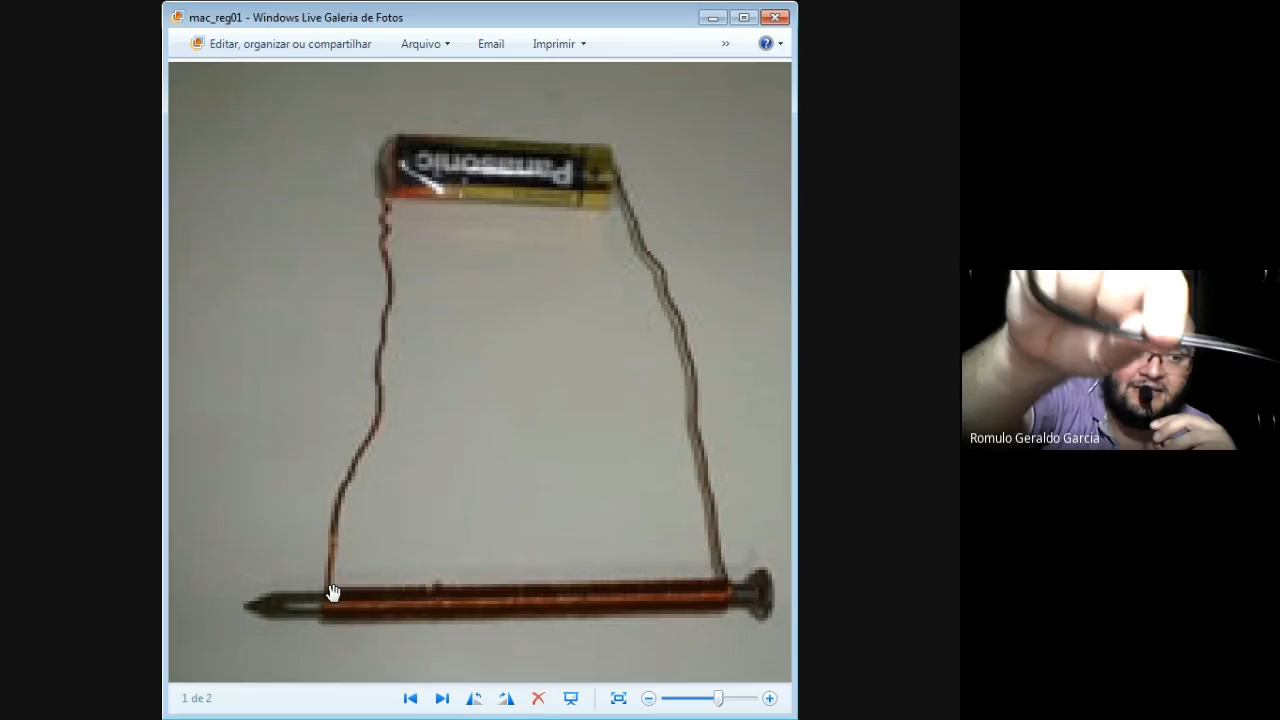 mac_reg01 - Windows Live Galeria de Fotos
Editar, organizar ou compartilhar Arquivo Email Imprimir »
Panasonic
Romulo Geraldo Garcia
1 de 2